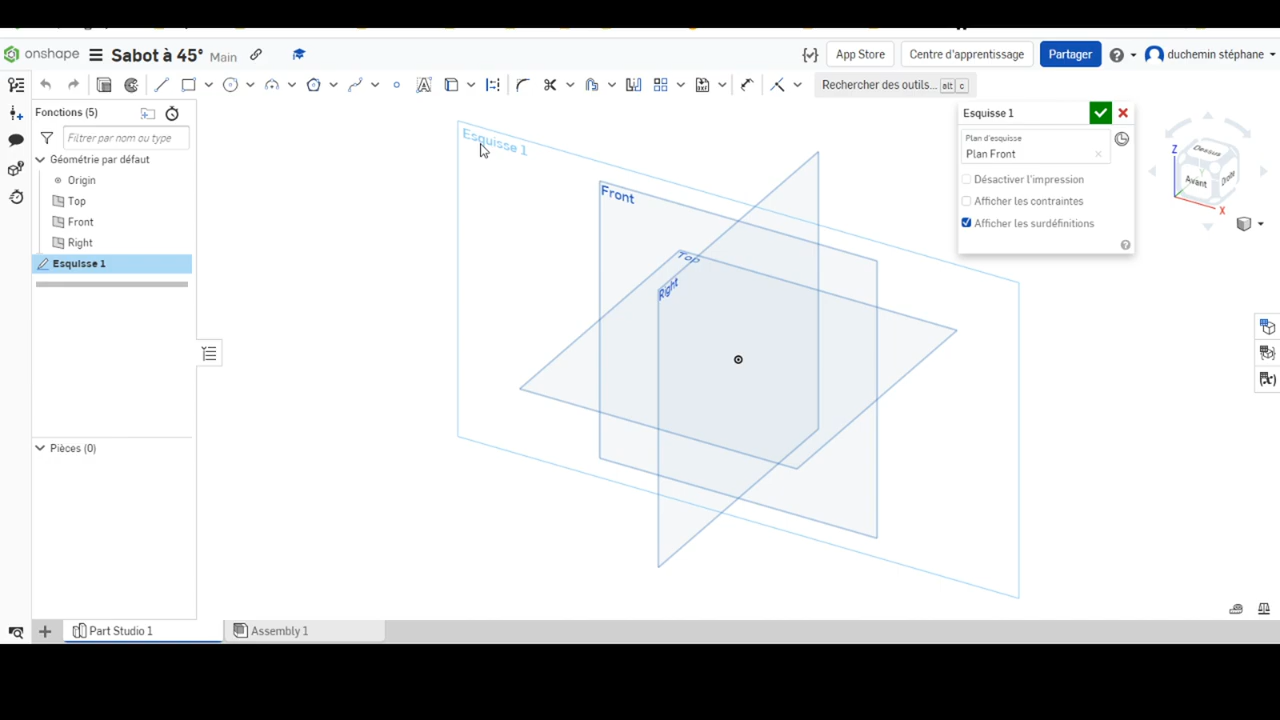 onshape
Sabot à 45° Main
App Store
Centre d'apprentissage
Partager
duchemin stéphane
Rechercher des outils... alt c
Fonctions (5)
Filtrer par nom ou type
Géométrie par défaut
Origin
Top
Front
Right
Esquisse 1
Pièces (0)
Esquisse 1
Front
Top
Right
Esquisse 1
Plan d'esquisse
Plan Front
Désactiver l'impression
Afficher les contraintes
Afficher les surdéfinitions
Z
Dessus
Avant
Droite
X
Part Studio 1
Assembly 1